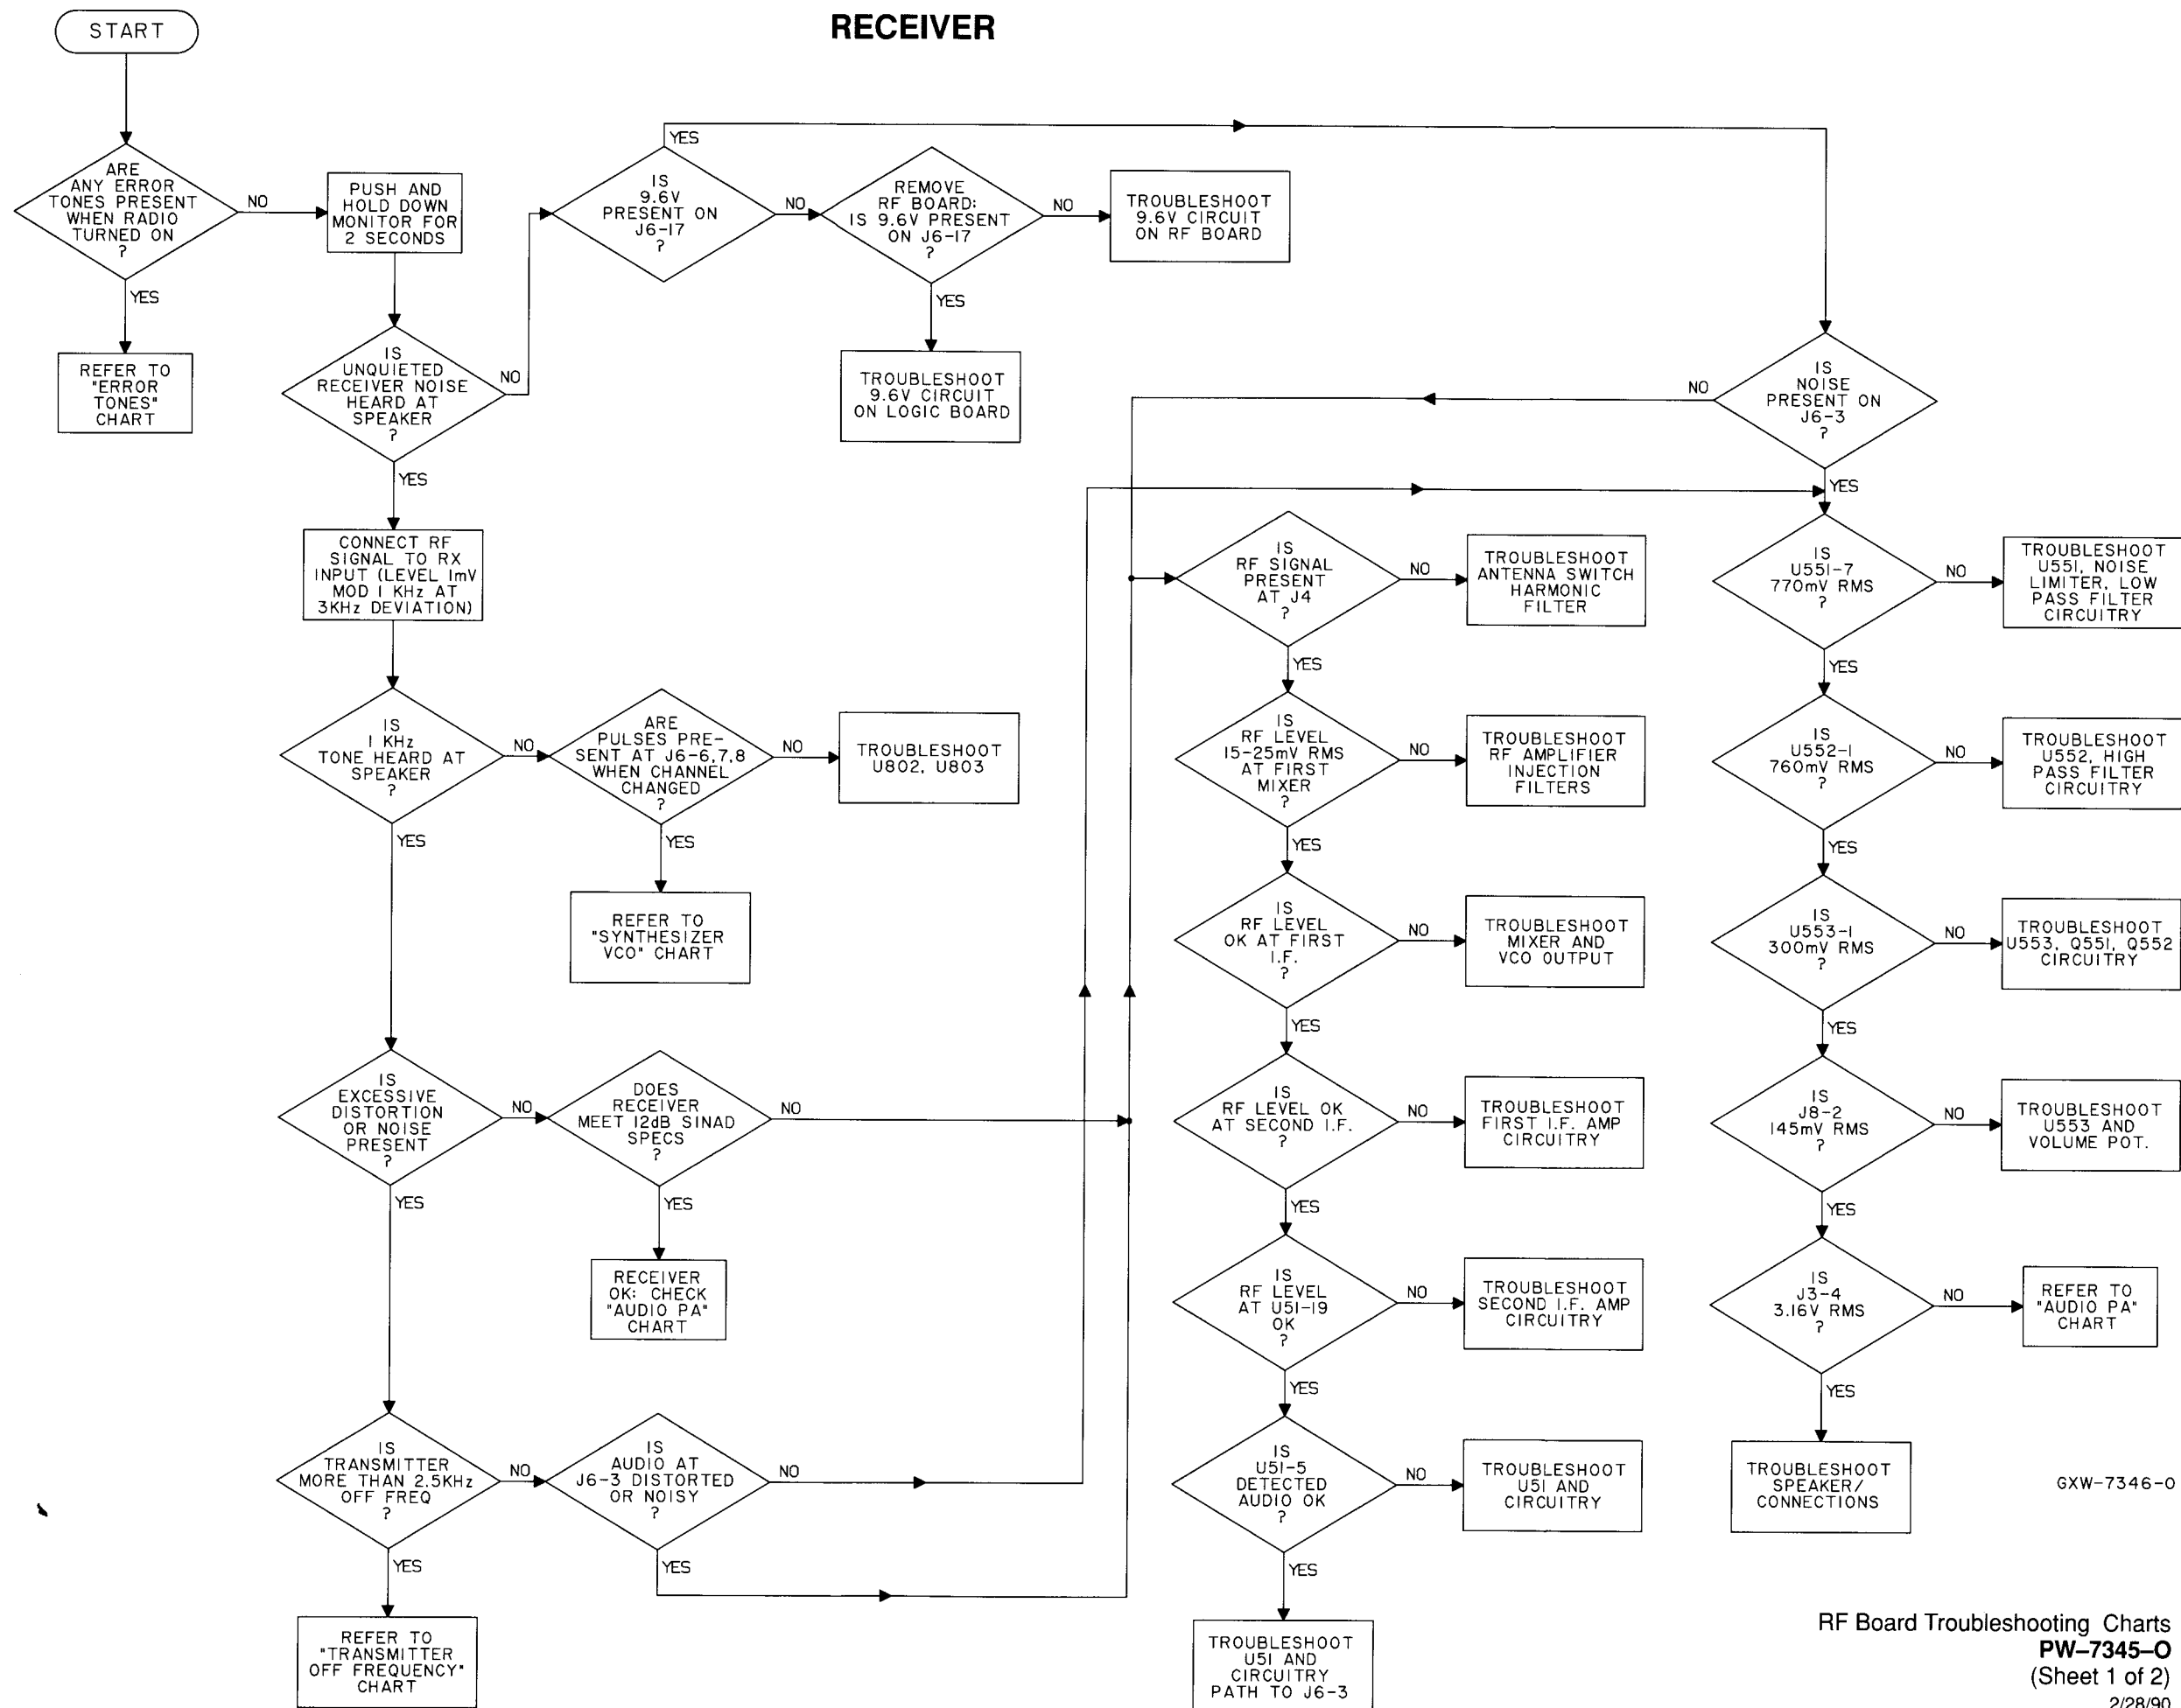 RECEIVER
START
ARE
ANY ERROR
TONES PRESENT
WHEN RADIO
TURNED ON
?
NO
YES
REFER TO
"ERROR
TONES"
CHART
PUSH AND
HOLD DOWN
MONITOR FOR
2 SECONDS
IS
UNQUIETED
RECEIVER NOISE
HEARD AT
SPEAKER
?
NO
YES
IS
9.6V
PRESENT ON
J6-17
?
YES
NO
REMOVE
RF BOARD:
IS 9.6V PRESENT
ON J6-17
?
NO
YES
TROUBLESHOOT
9.6V CIRCUIT
ON RF BOARD
TROUBLESHOOT
9.6V CIRCUIT
ON LOGIC BOARD
CONNECT RF
SIGNAL TO RX
INPUT (LEVEL 1mV
MOD 1 KHz AT
3KHz DEVIATION)
IS
1 KHz
TONE HEARD AT
SPEAKER
?
NO
YES
ARE
PULSES PRE-
SENT AT J6-6,7,8
WHEN CHANNEL
CHANGED
?
NO
YES
TROUBLESHOOT
U802, U803
REFER TO
"SYNTHESIZER
VCO" CHART
IS
EXCESSIVE
DISTORTION
OR NOISE
PRESENT
?
NO
YES
DOES
RECEIVER
MEET 12dB SINAD
SPECS
?
NO
YES
RECEIVER
OK: CHECK
"AUDIO PA"
CHART
IS
TRANSMITTER
MORE THAN 2.5KHz
OFF FREQ
?
NO
YES
IS
AUDIO AT
J6-3 DISTORTED
OR NOISY
?
NO
YES
REFER TO
"TRANSMITTER
OFF FREQUENCY"
CHART
IS
RF SIGNAL
PRESENT
AT J4
?
NO
YES
TROUBLESHOOT
ANTENNA SWITCH
HARMONIC
FILTER
IS
RF LEVEL
15-25mV RMS
AT FIRST
MIXER
?
NO
YES
TROUBLESHOOT
RF AMPLIFIER
INJECTION
FILTERS
IS
RF LEVEL
OK AT FIRST
I.F.
?
NO
YES
TROUBLESHOOT
MIXER AND
VCO OUTPUT
IS
RF LEVEL OK
AT SECOND I.F.
?
NO
YES
TROUBLESHOOT
FIRST I.F. AMP
CIRCUITRY
IS
RF LEVEL
AT U51-19
OK
?
NO
YES
TROUBLESHOOT
SECOND I.F. AMP
CIRCUITRY
IS
U51-5
DETECTED
AUDIO OK
?
NO
YES
TROUBLESHOOT
U51 AND
CIRCUITRY
TROUBLESHOOT
U51 AND
CIRCUITRY
PATH TO J6-3
IS
NOISE
PRESENT ON
J6-3
?
NO
YES
IS
U551-7
770mV RMS
?
NO
YES
TROUBLESHOOT
U551, NOISE
LIMITER, LOW
PASS FILTER
CIRCUITRY
IS
U552-1
760mV RMS
?
NO
YES
TROUBLESHOOT
U552, HIGH
PASS FILTER
CIRCUITRY
IS
U553-1
300mV RMS
?
NO
YES
TROUBLESHOOT
U553, Q551, Q552
CIRCUITRY
IS
J8-2
145mV RMS
?
NO
YES
TROUBLESHOOT
U553 AND
VOLUME POT.
IS
J3-4
3.16V RMS
?
NO
YES
REFER TO
"AUDIO PA"
CHART
TROUBLESHOOT
SPEAKER/
CONNECTIONS
GXW-7346-O
RF Board Troubleshooting Charts
PW–7345–O
(Sheet 1 of 2)
2/28/90